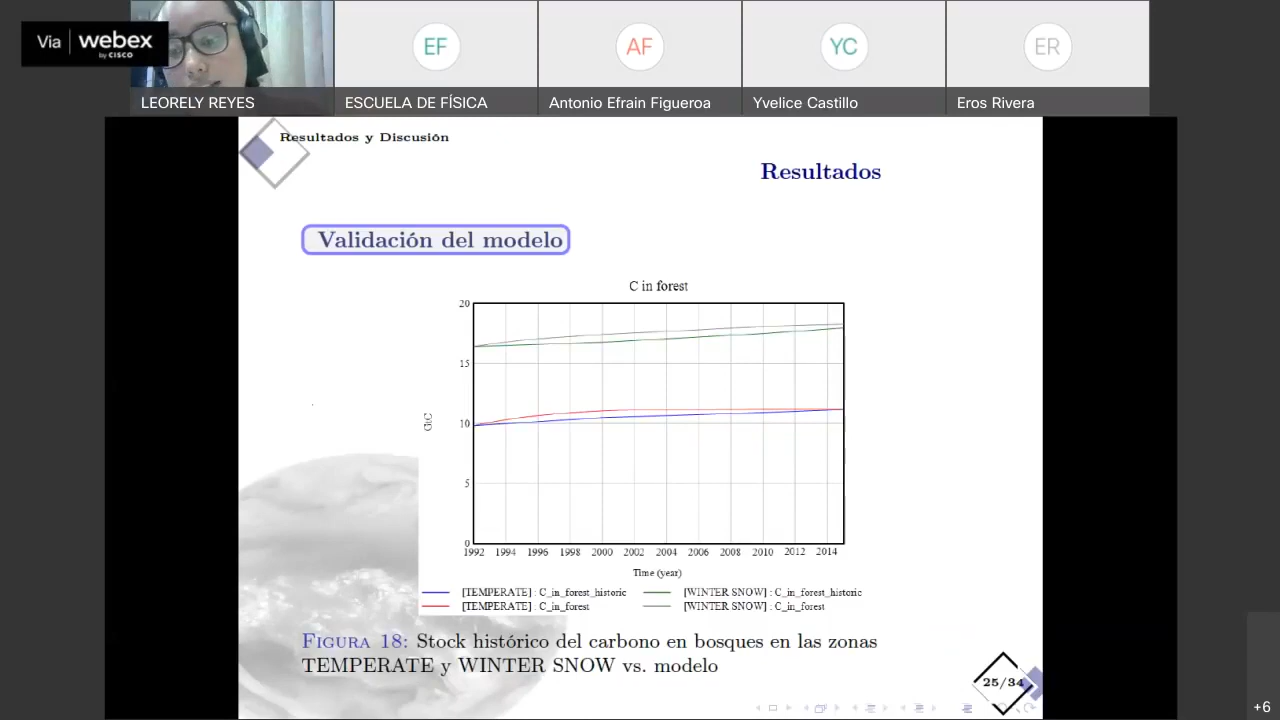 Via webex
by CISCO
EF
AF
YC
ER
LEORELY REYES
ESCUELA DE FÍSICA
Antonio Efrain Figueroa
Yvelice Castillo
Eros Rivera
Resultados y Discusión
Resultados
Validación del modelo
C in forest
20
15
10
5
0
GtC
1992 1994 1996 1998 2000 2002 2004 2006 2008 2010 2012 2014
Time (year)
[TEMPERATE] : C_in_forest_historic
[WINTER SNOW] : C_in_forest_historic
[TEMPERATE] : C_in_forest
[WINTER SNOW] : C_in_forest
FIGURA 18: Stock histórico del carbono en bosques en las zonas
TEMPERATE y WINTER SNOW vs. modelo
25/34
+6